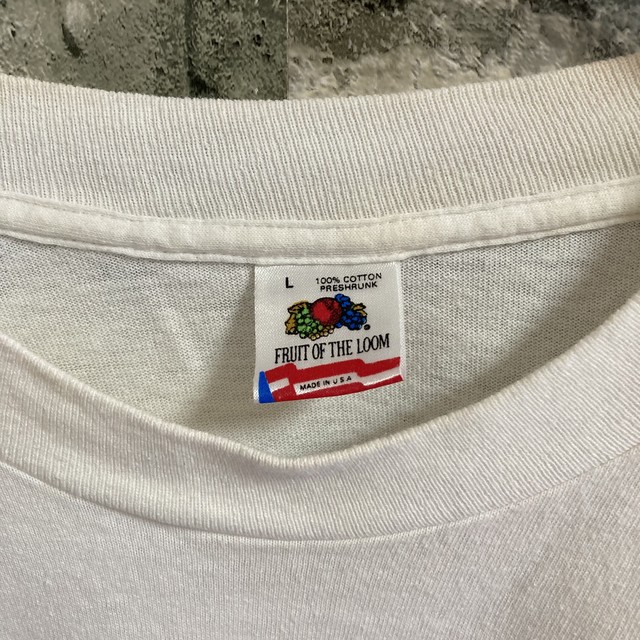 L 100% COTTON
PRESHRUNK
®
FRUIT OF THE LOOM
MADE IN U.S.A